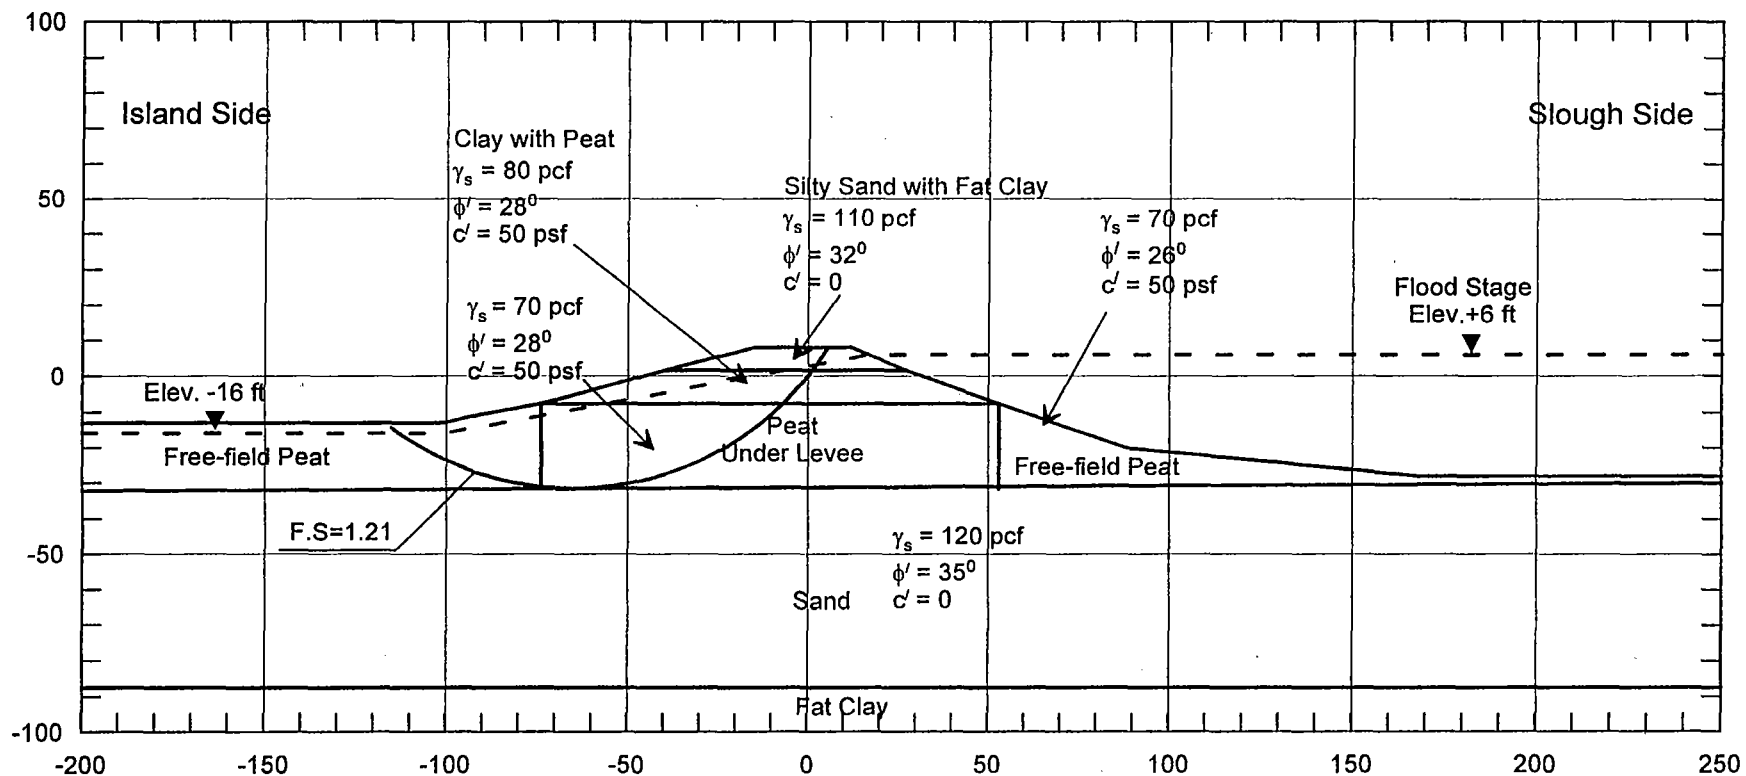 100
Island Side
Slough Side
Clay with Peat
γs = 80 pcf
ϕ′ = 28⁰
c′ = 50 psf
Silty Sand with Fat Clay
γs = 110 pcf
ϕ′ = 32⁰
c′ = 0
γs = 70 pcf
ϕ′ = 26⁰
c′ = 50 psf
50
γs = 70 pcf
ϕ′ = 28⁰
c′ = 50 psf
Flood Stage
Elev.+6 ft
0
Elev. -16 ft
Free-field Peat
Peat
Under Levee
Free-field Peat
F.S=1.21
-50
γs = 120 pcf
ϕ′ = 35⁰
c′ = 0
Sand
Fat Clay
-100
-200 -150 -100 -50 0 50 100 150 200 250